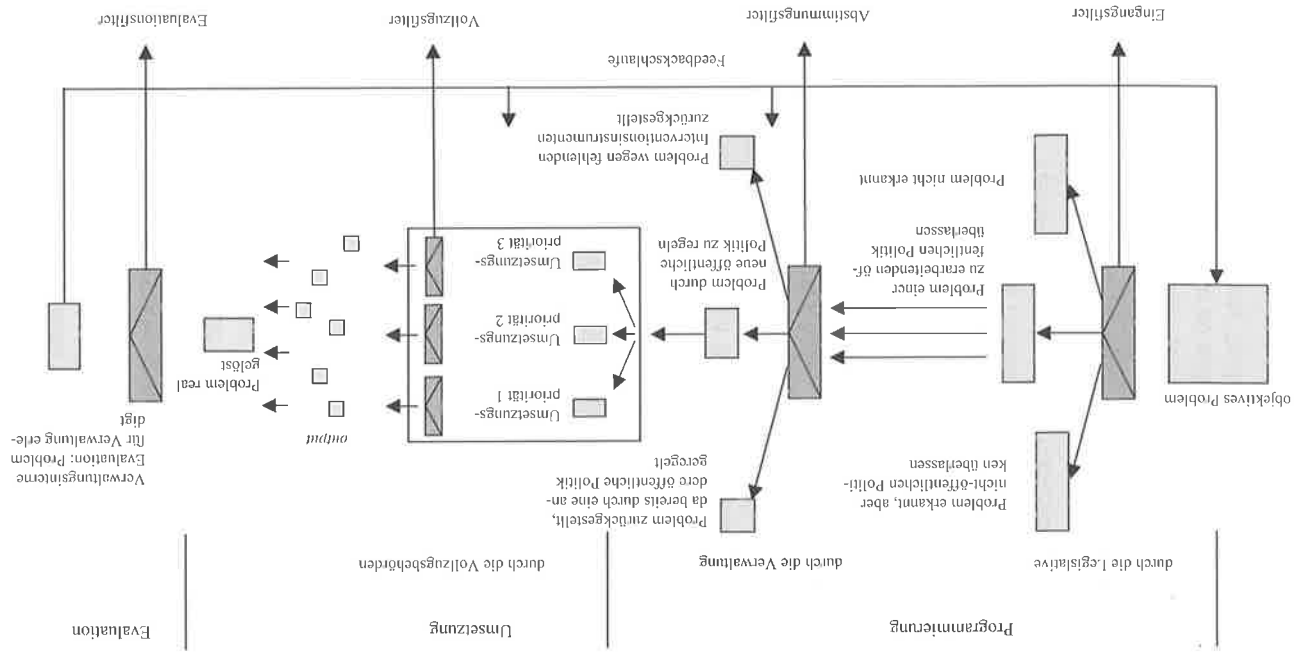 Programmierung
Umsetzung
Evaluation
durch die Legislative
durch die Verwaltung
durch die Vollzugsbehörden
Problem erkannt, aber
nicht-öffentlichen Politi-
ken überlassen
Problem zurückgestellt,
da bereits durch eine an-
dere öffentliche Politik
geregelt
Verwaltungsinterne
Evaluation: Problem
für Verwaltung erle-
digt
objektives Problem
output
Umsetzungs-
priorität 1
Problem real
gelöst
Umsetzungs-
priorität 2
Problem einer
zu erarbeitenden öf-
fentlichen Politik
überlassen
Problem durch
neue öffentliche
Politik zu regeln
Umsetzungs-
priorität 3
Problem nicht erkannt
Problem wegen fehlenden
Interventionsinstrumenten
zurückgestellt
Feedbackschlaufe
Eingangsfilter
Abstimmungsfilter
Vollzugsfilter
Evaluationsfilter